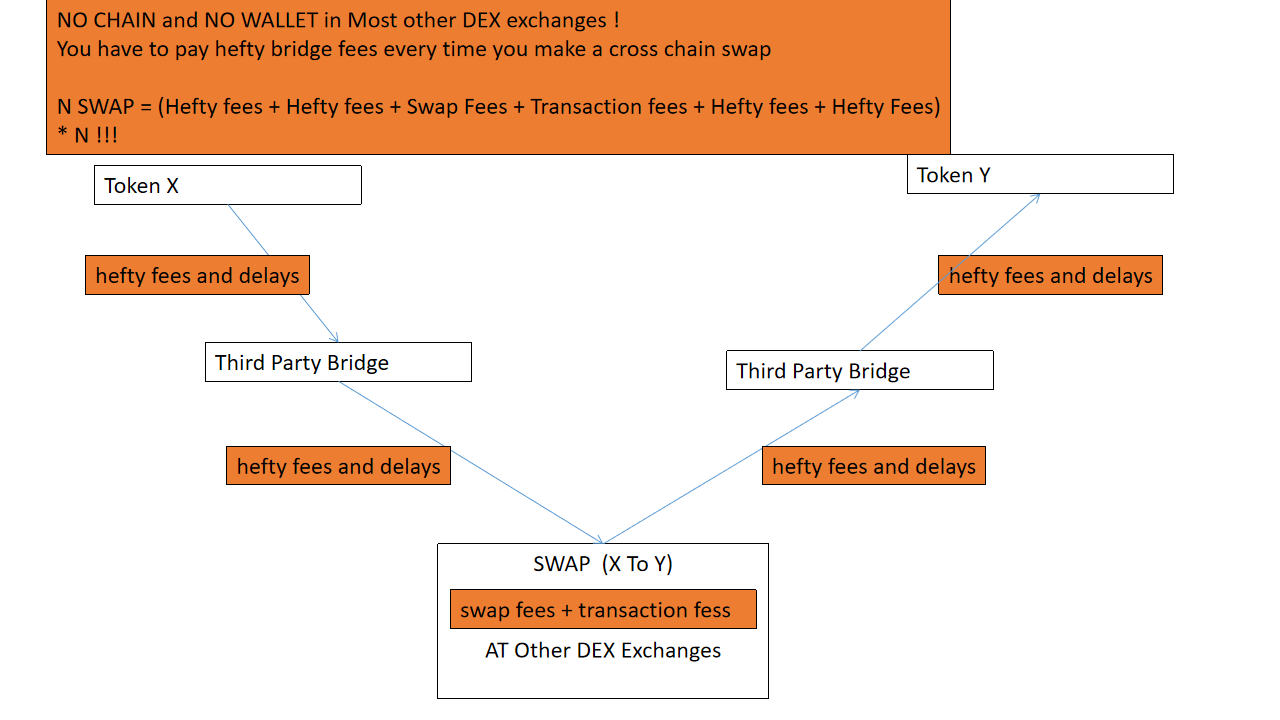 NO CHAIN and NO WALLET in Most other DEX exchanges !
You have to pay hefty bridge fees every time you make a cross chain swap
N SWAP = (Hefty fees + Hefty fees + Swap Fees + Transaction fees + Hefty fees + Hefty Fees)
* N !!!
Token X
Token Y
hefty fees and delays
hefty fees and delays
Third Party Bridge
Third Party Bridge
hefty fees and delays
hefty fees and delays
SWAP (X To Y)
swap fees + transaction fess
AT Other DEX Exchanges